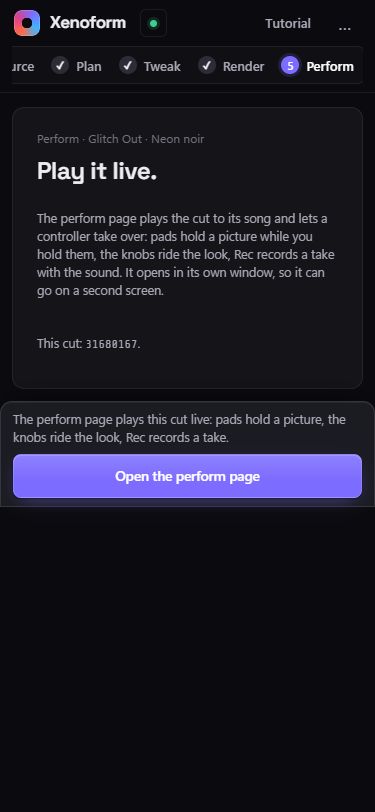 Xenoform
Tutorial
...
urce
Plan
Tweak
Render
5
Perform
Perform · Glitch Out · Neon noir
Play it live.
The perform page plays the cut to its song and lets a
controller take over: pads hold a picture while you
hold them, the knobs ride the look, Rec records a take
with the sound. It opens in its own window, so it can
go on a second screen.
This cut: 31680167.
The perform page plays this cut live: pads hold a picture, the
knobs ride the look, Rec records a take.
Open the perform page